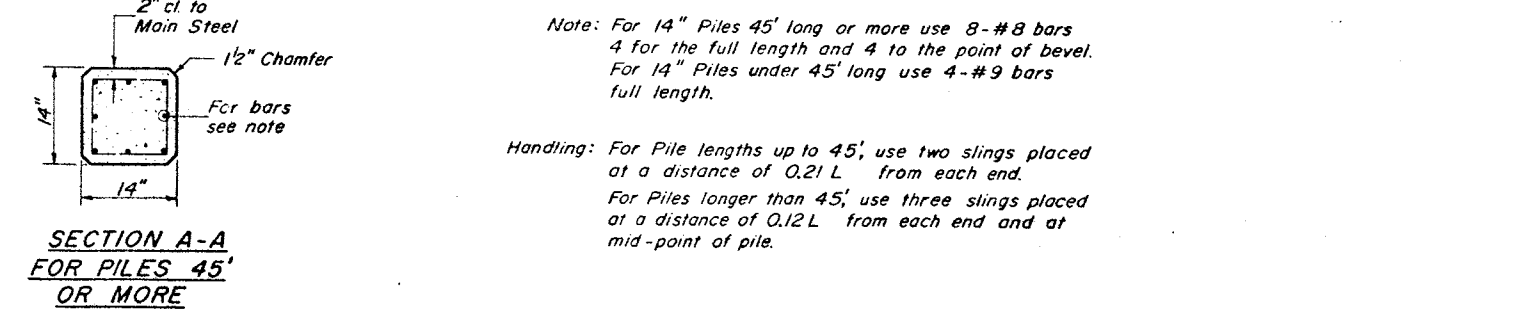 2" cl. to
Main Steel
1½" Chamfer
14"
For bars
see note
14"
SECTION A-A
FOR PILES 45'
OR MORE
Note: For 14" Piles 45' long or more use 8-#8 bars
4 for the full length and 4 to the point of bevel.
For 14" Piles under 45' long use 4-#9 bars
full length.
Handling: For Pile lengths up to 45', use two slings placed
at a distance of 0.21 L from each end.
For Piles longer than 45', use three slings placed
at a distance of 0.12 L from each end and at
mid-point of pile.